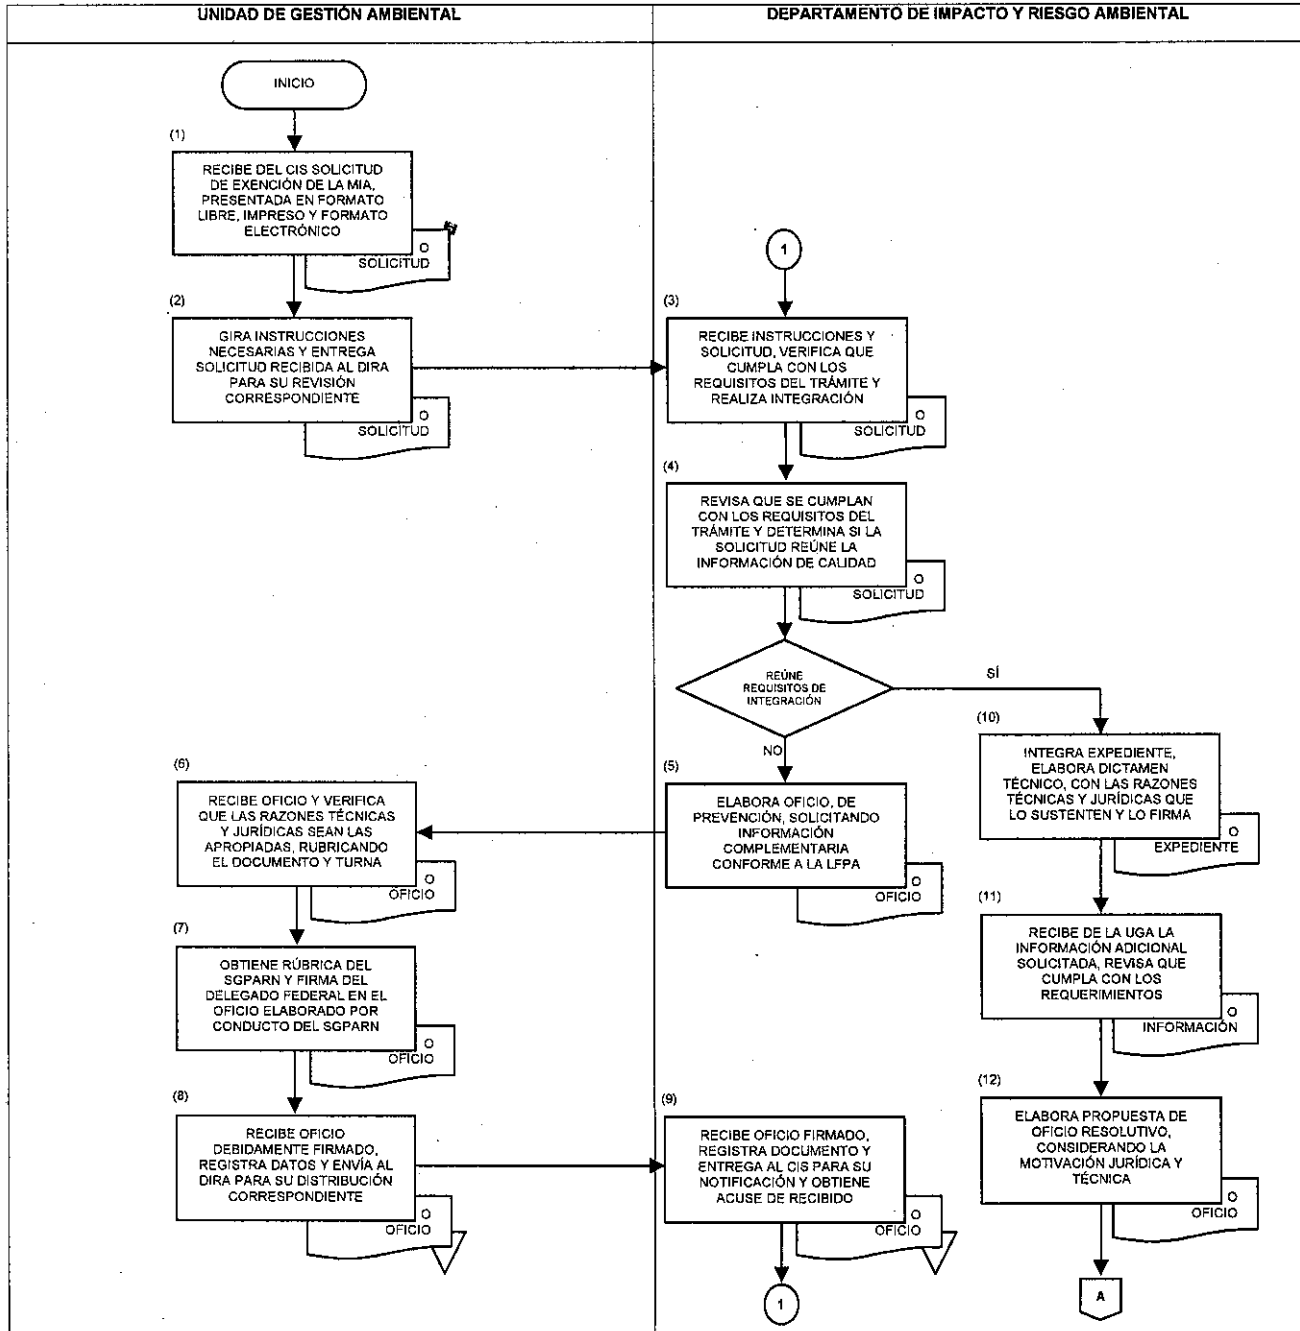 UNIDAD DE GESTIÓN AMBIENTAL
DEPARTAMENTO DE IMPACTO Y RIESGO AMBIENTAL
INICIO
(1)
RECIBE DEL CIS SOLICITUD
DE EXENCIÓN DE LA MIA,
PRESENTADA EN FORMATO
LIBRE, IMPRESO Y FORMATO
ELECTRÓNICO
O
SOLICITUD
(2)
GIRA INSTRUCCIONES
NECESARIAS Y ENTREGA
SOLICITUD RECIBIDA AL DIRA
PARA SU REVISIÓN
CORRESPONDIENTE
O
SOLICITUD
1
(3)
RECIBE INSTRUCCIONES Y
SOLICITUD, VERIFICA QUE
CUMPLA CON LOS
REQUISITOS DEL TRÁMITE Y
REALIZA INTEGRACIÓN
O
SOLICITUD
(4)
REVISA QUE SE CUMPLAN
CON LOS REQUISITOS DEL
TRÁMITE Y DETERMINA SI LA
SOLICITUD REÚNE LA
INFORMACIÓN DE CALIDAD
O
SOLICITUD
REÚNE
REQUISITOS DE
INTEGRACIÓN
SÍ
NO
(5)
ELABORA OFICIO, DE
PREVENCIÓN, SOLICITANDO
INFORMACIÓN
COMPLEMENTARIA
CONFORME A LA LFPA
O
OFICIO
(6)
RECIBE OFICIO Y VERIFICA
QUE LAS RAZONES TÉCNICAS
Y JURÍDICAS SEAN LAS
APROPIADAS, RUBRICANDO
EL DOCUMENTO Y TURNA
O
OFICIO
(7)
OBTIENE RÚBRICA DEL
SGPARN Y FIRMA DEL
DELEGADO FEDERAL EN EL
OFICIO ELABORADO POR
CONDUCTO DEL SGPARN
O
OFICIO
(8)
RECIBE OFICIO
DEBIDAMENTE FIRMADO,
REGISTRA DATOS Y ENVÍA AL
DIRA PARA SU DISTRIBUCIÓN
CORRESPONDIENTE
O
OFICIO
(9)
RECIBE OFICIO FIRMADO,
REGISTRA DOCUMENTO Y
ENTREGA AL CIS PARA SU
NOTIFICACIÓN Y OBTIENE
ACUSE DE RECIBIDO
O
OFICIO
1
(10)
INTEGRA EXPEDIENTE,
ELABORA DICTAMEN
TÉCNICO, CON LAS RAZONES
TÉCNICAS Y JURÍDICAS QUE
LO SUSTENTEN Y LO FIRMA
O
EXPEDIENTE
(11)
RECIBE DE LA UGA LA
INFORMACIÓN ADICIONAL
SOLICITADA, REVISA QUE
CUMPLA CON LOS
REQUERIMIENTOS
O
INFORMACIÓN
(12)
ELABORA PROPUESTA DE
OFICIO RESOLUTIVO,
CONSIDERANDO LA
MOTIVACIÓN JURÍDICA Y
TÉCNICA
O
OFICIO
A